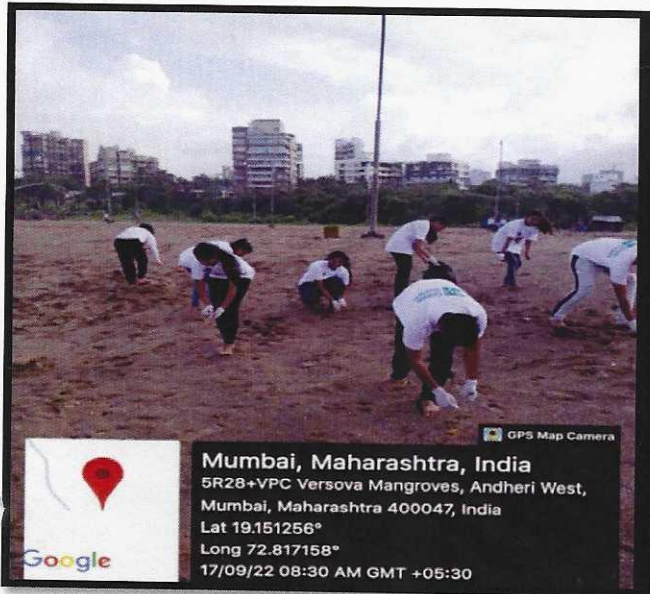 GPS Map Camera
Mumbai, Maharashtra, India
5R28+VPC Versova Mangroves, Andheri West,
Mumbai, Maharashtra 400047, India
Lat 19.151256°
Long 72.817158°
17/09/22 08:30 AM GMT +05:30
Google